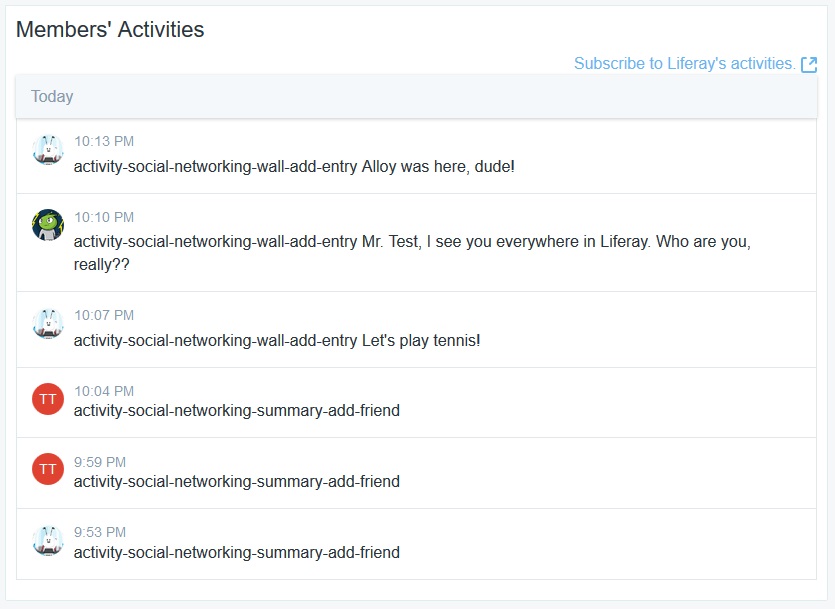 Members' Activities
Subscribe to Liferay's activities.
Today
10:13 PM
activity-social-networking-wall-add-entry Alloy was here, dude!
10:10 PM
activity-social-networking-wall-add-entry Mr. Test, I see you everywhere in Liferay. Who are you,
really??
10:07 PM
activity-social-networking-wall-add-entry Let's play tennis!
TT
10:04 PM
activity-social-networking-summary-add-friend
TT
9:59 PM
activity-social-networking-summary-add-friend
9:53 PM
activity-social-networking-summary-add-friend